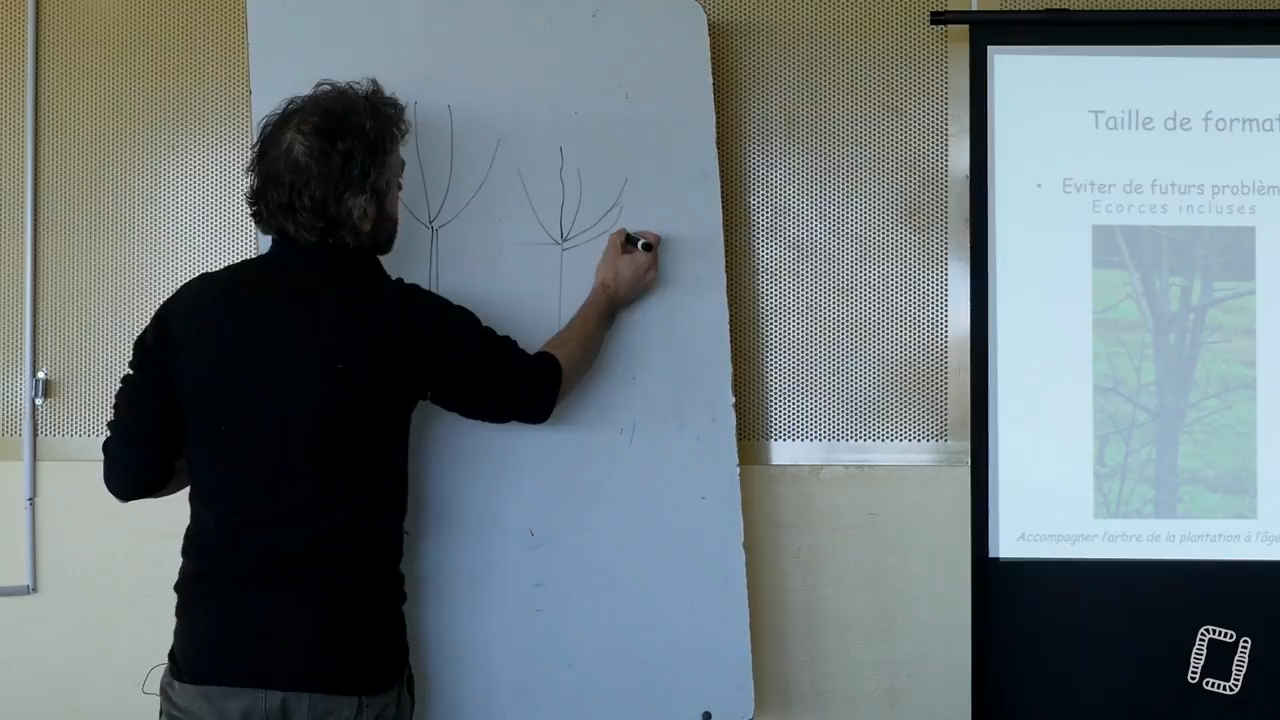 Taille de format
• Eviter de futurs problèm
Ecorces incluses
Accompagner l'arbre de la plantation à l'âge